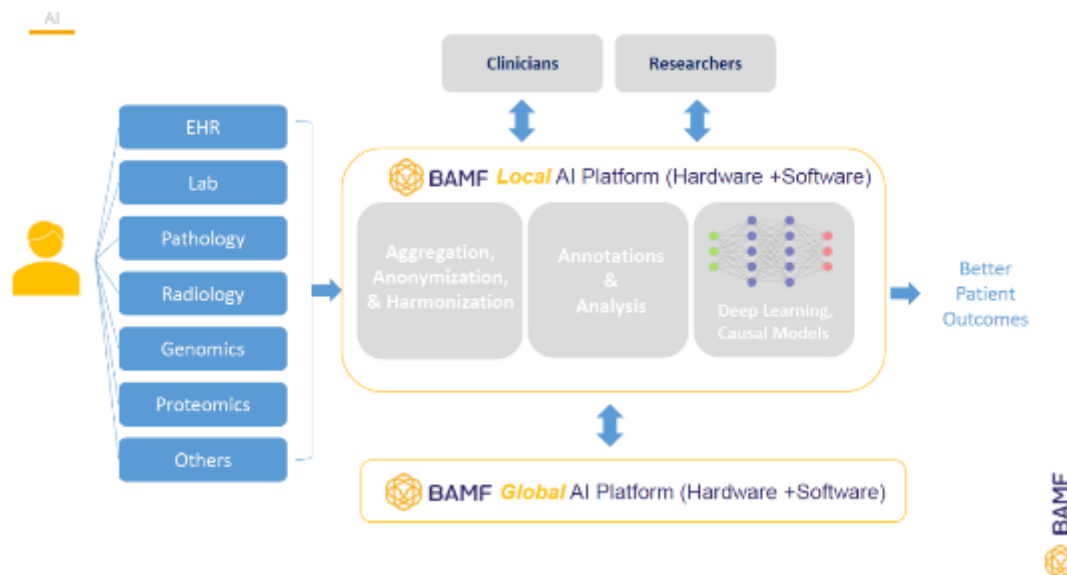 AI
Clinicians
Researchers
EHR
Lab
Pathology
Radiology
Genomics
Proteomics
Others
BAMF Local AI Platform (Hardware +Software)
Aggregation,
Anonymization,
& Harmonization
Annotations
&
Analysis
Deep Learning,
Causal Models
Better
Patient
Outcomes
BAMF Global AI Platform (Hardware +Software)
BAMF